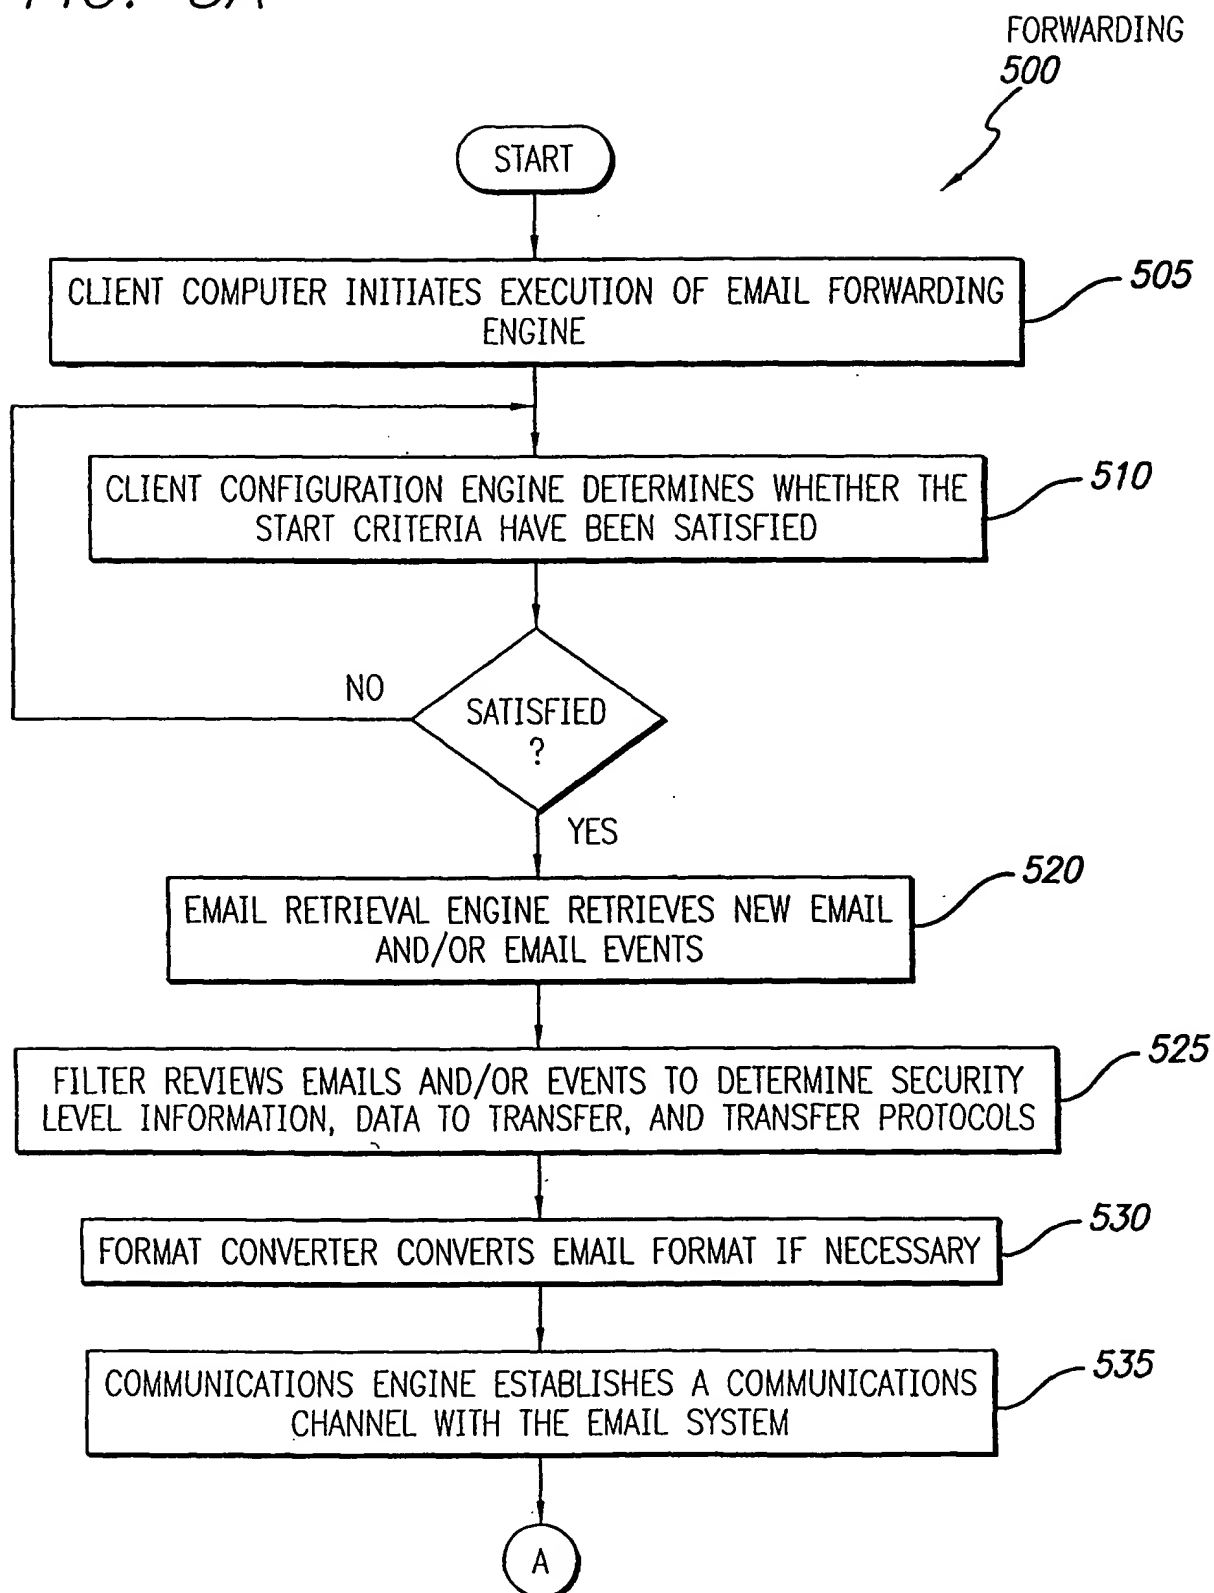 FORWARDING
500
START
CLIENT COMPUTER INITIATES EXECUTION OF EMAIL FORWARDING
ENGINE
505
CLIENT CONFIGURATION ENGINE DETERMINES WHETHER THE
START CRITERIA HAVE BEEN SATISFIED
510
NO
SATISFIED
?
YES
EMAIL RETRIEVAL ENGINE RETRIEVES NEW EMAIL
AND/OR EMAIL EVENTS
520
FILTER REVIEWS EMAILS AND/OR EVENTS TO DETERMINE SECURITY
LEVEL INFORMATION, DATA TO TRANSFER, AND TRANSFER PROTOCOLS
525
FORMAT CONVERTER CONVERTS EMAIL FORMAT IF NECESSARY
530
COMMUNICATIONS ENGINE ESTABLISHES A COMMUNICATIONS
CHANNEL WITH THE EMAIL SYSTEM
535
A